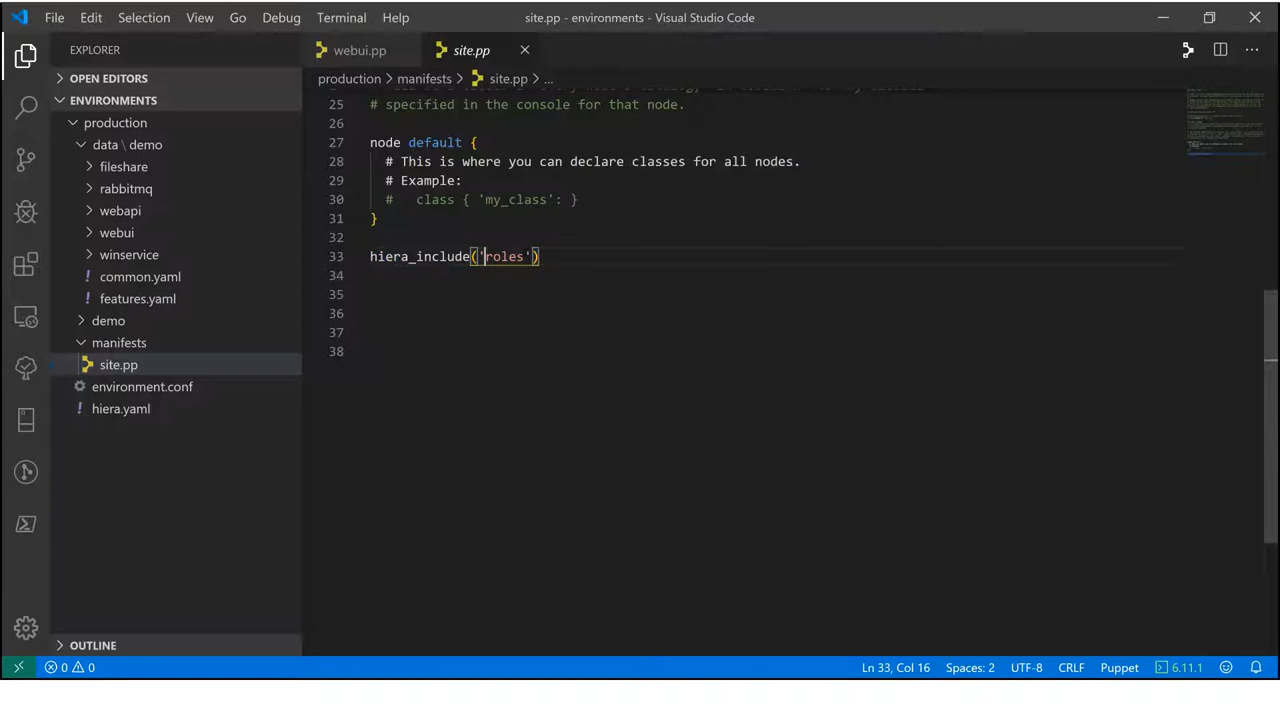 File Edit Selection View Go Debug Terminal Help
site.pp - environments - Visual Studio Code
EXPLORER
webui.pp
site.pp
OPEN EDITORS
ENVIRONMENTS
production
data \ demo
fileshare
rabbitmq
webapi
webui
winservice
! common.yaml
! features.yaml
demo
manifests
site.pp
environment.conf
! hiera.yaml
OUTLINE
production > manifests > site.pp > ...
25 # specified in the console for that node.
26
27 node default {
28 # This is where you can declare classes for all nodes.
29 # Example:
30 # class { 'my_class': }
31 }
32
33 hiera_include('roles')
34
35
36
37
38
0 0
Ln 33, Col 16 Spaces: 2 UTF-8 CRLF Puppet 6.11.1